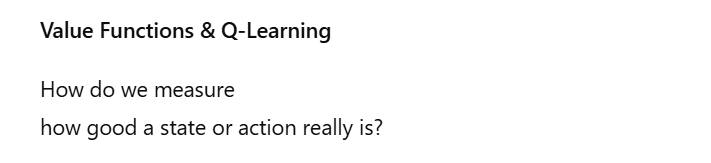 Value Functions & Q-Learning
How do we measure
how good a state or action really is?